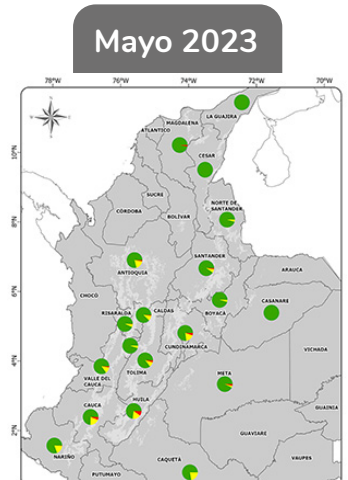 Mayo 2023
78°W 76°W 74°W 72°W 70°W
LA GUAJIRA
MAGDALENA
ATLANTICO
10°N
CESAR
SUCRE
NORTE DE
SANTANDER
CÓRDOBA
BOLÍVAR
8°N
SANTANDER
ANTIOQUIA
ARAUCA
6°N
CHOCÓ
CASANARE
RISARALDA
CALDAS
BOYACÁ
CUNDINAMARCA
VICHADA
4°N
TOLIMA
META
VALLE DEL
CAUCA
HUILA
CAUCA
GUAINIA
2°N
GUAVIARE
NARIÑO
CAQUETÁ
VAUPES
PUTUMAYO